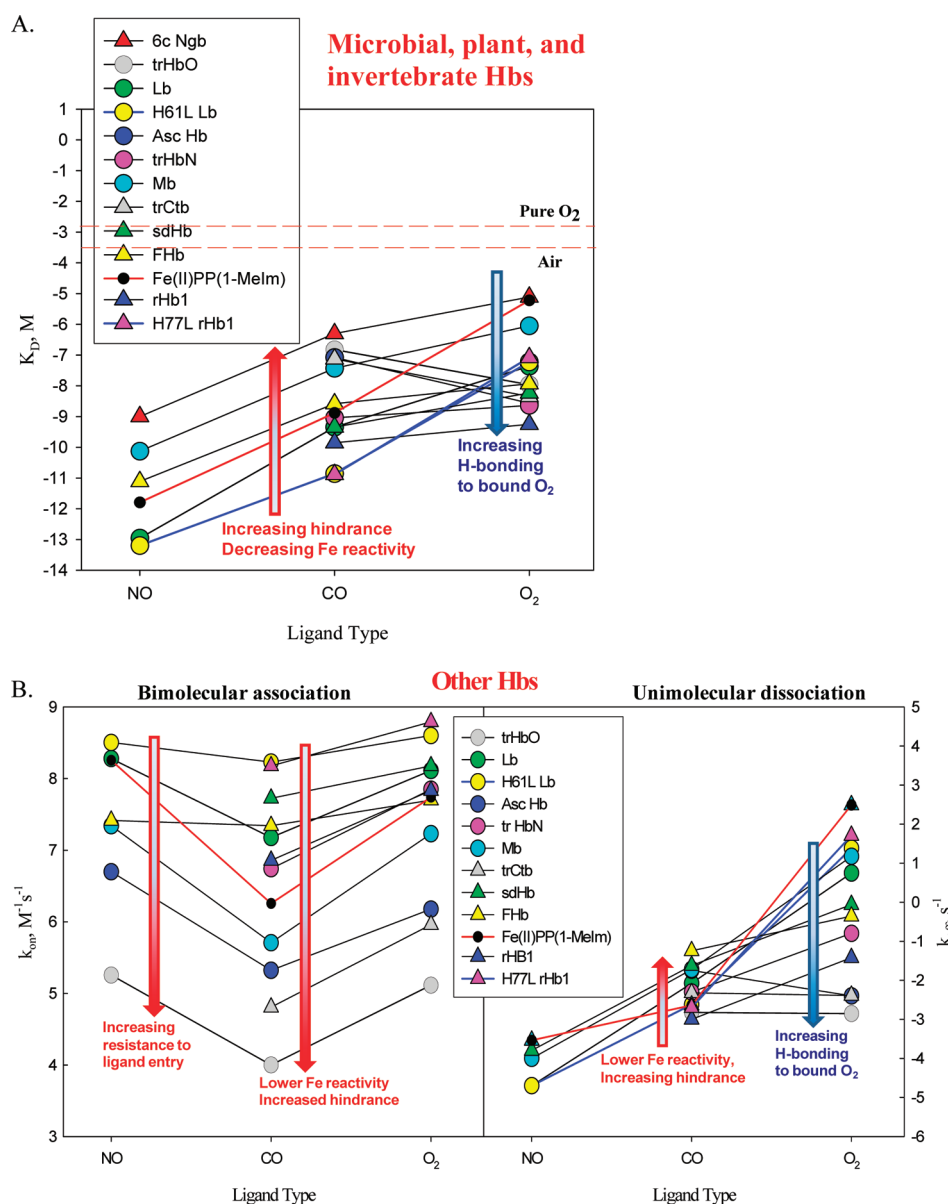 A.
6c Ngb
trHbO
Lb
H61L Lb
Asc Hb
trHbN
Mb
trCtb
sdHb
FHb
Fe(II)PP(1-MeIm)
rHb1
H77L rHb1
Microbial, plant, and
invertebrate Hbs
1
0
-1
-2
-3
-4
-5
-6
-7
-8
-9
-10
-11
-12
-13
-14
K_D, M
Pure O₂
Air
Increasing hindrance
Decreasing Fe reactivity
Increasing
H-bonding
to bound O₂
NO
CO
O₂
Ligand Type
B.
Other Hbs
Bimolecular association
Unimolecular dissociation
9
8
7
6
5
4
3
k_on, M⁻¹s⁻¹
Increasing
resistance to
ligand entry
Lower Fe reactivity
Increased hindrance
NO
CO
O₂
Ligand Type
trHbO
Lb
H61L Lb
Asc Hb
tr HbN
Mb
trCtb
sdHb
FHb
Fe(II)PP(1-MeIm)
rHB1
H77L rHb1
Lower Fe reactivity,
Increasing hindrance
Increasing
H-bonding
to bound O₂
5
4
3
2
1
0
-1
-2
-3
-4
-5
-6
NO
CO
O₂
Ligand Type